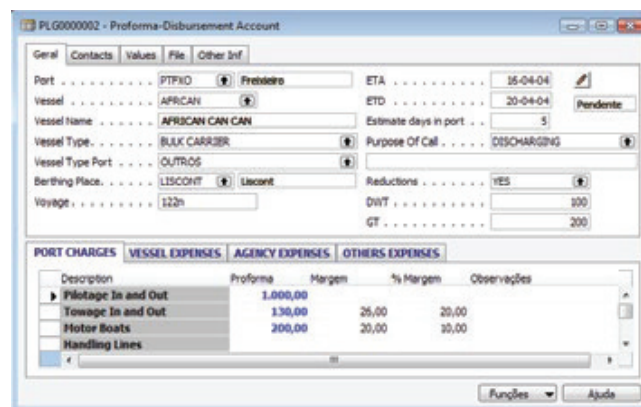 PLG0000002 - Proforma-Disbursement Account
Geral Contacts Values File Other Inf
Port . . . . . . . . . . PTFXO Freixieiro ETA . . . . . . . . . . 16-04-04
Vessel . . . . . . . . . AFRCAN ETD . . . . . . . . . . 20-04-04 Pendente
Vessel Name . . . . . . AFRICAN CAN CAN Estimate days in port . . 5
Vessel Type. . . . . . . BULK CARRIER Purpose Of Call . . . . . DISCHARGING
Vessel Type Port . . . . OUTROS
Berthing Place. . . . . . LISCONT Liscont Reductions . . . . . . . YES
Voyage . . . . . . . . . 122n DWT . . . . . . . . . . 100
GT . . . . . . . . . . . 200
PORT CHARGES VESSEL EXPENSES AGENCY EXPENSES OTHERS EXPENSES
Description Proforma Margem % Margem Observações
Pilotage In and Out 1.000,00
Towage In and Out 130,00 26,00 20,00
Motor Boats 200,00 20,00 10,00
Handling Lines
Funções Ajuda